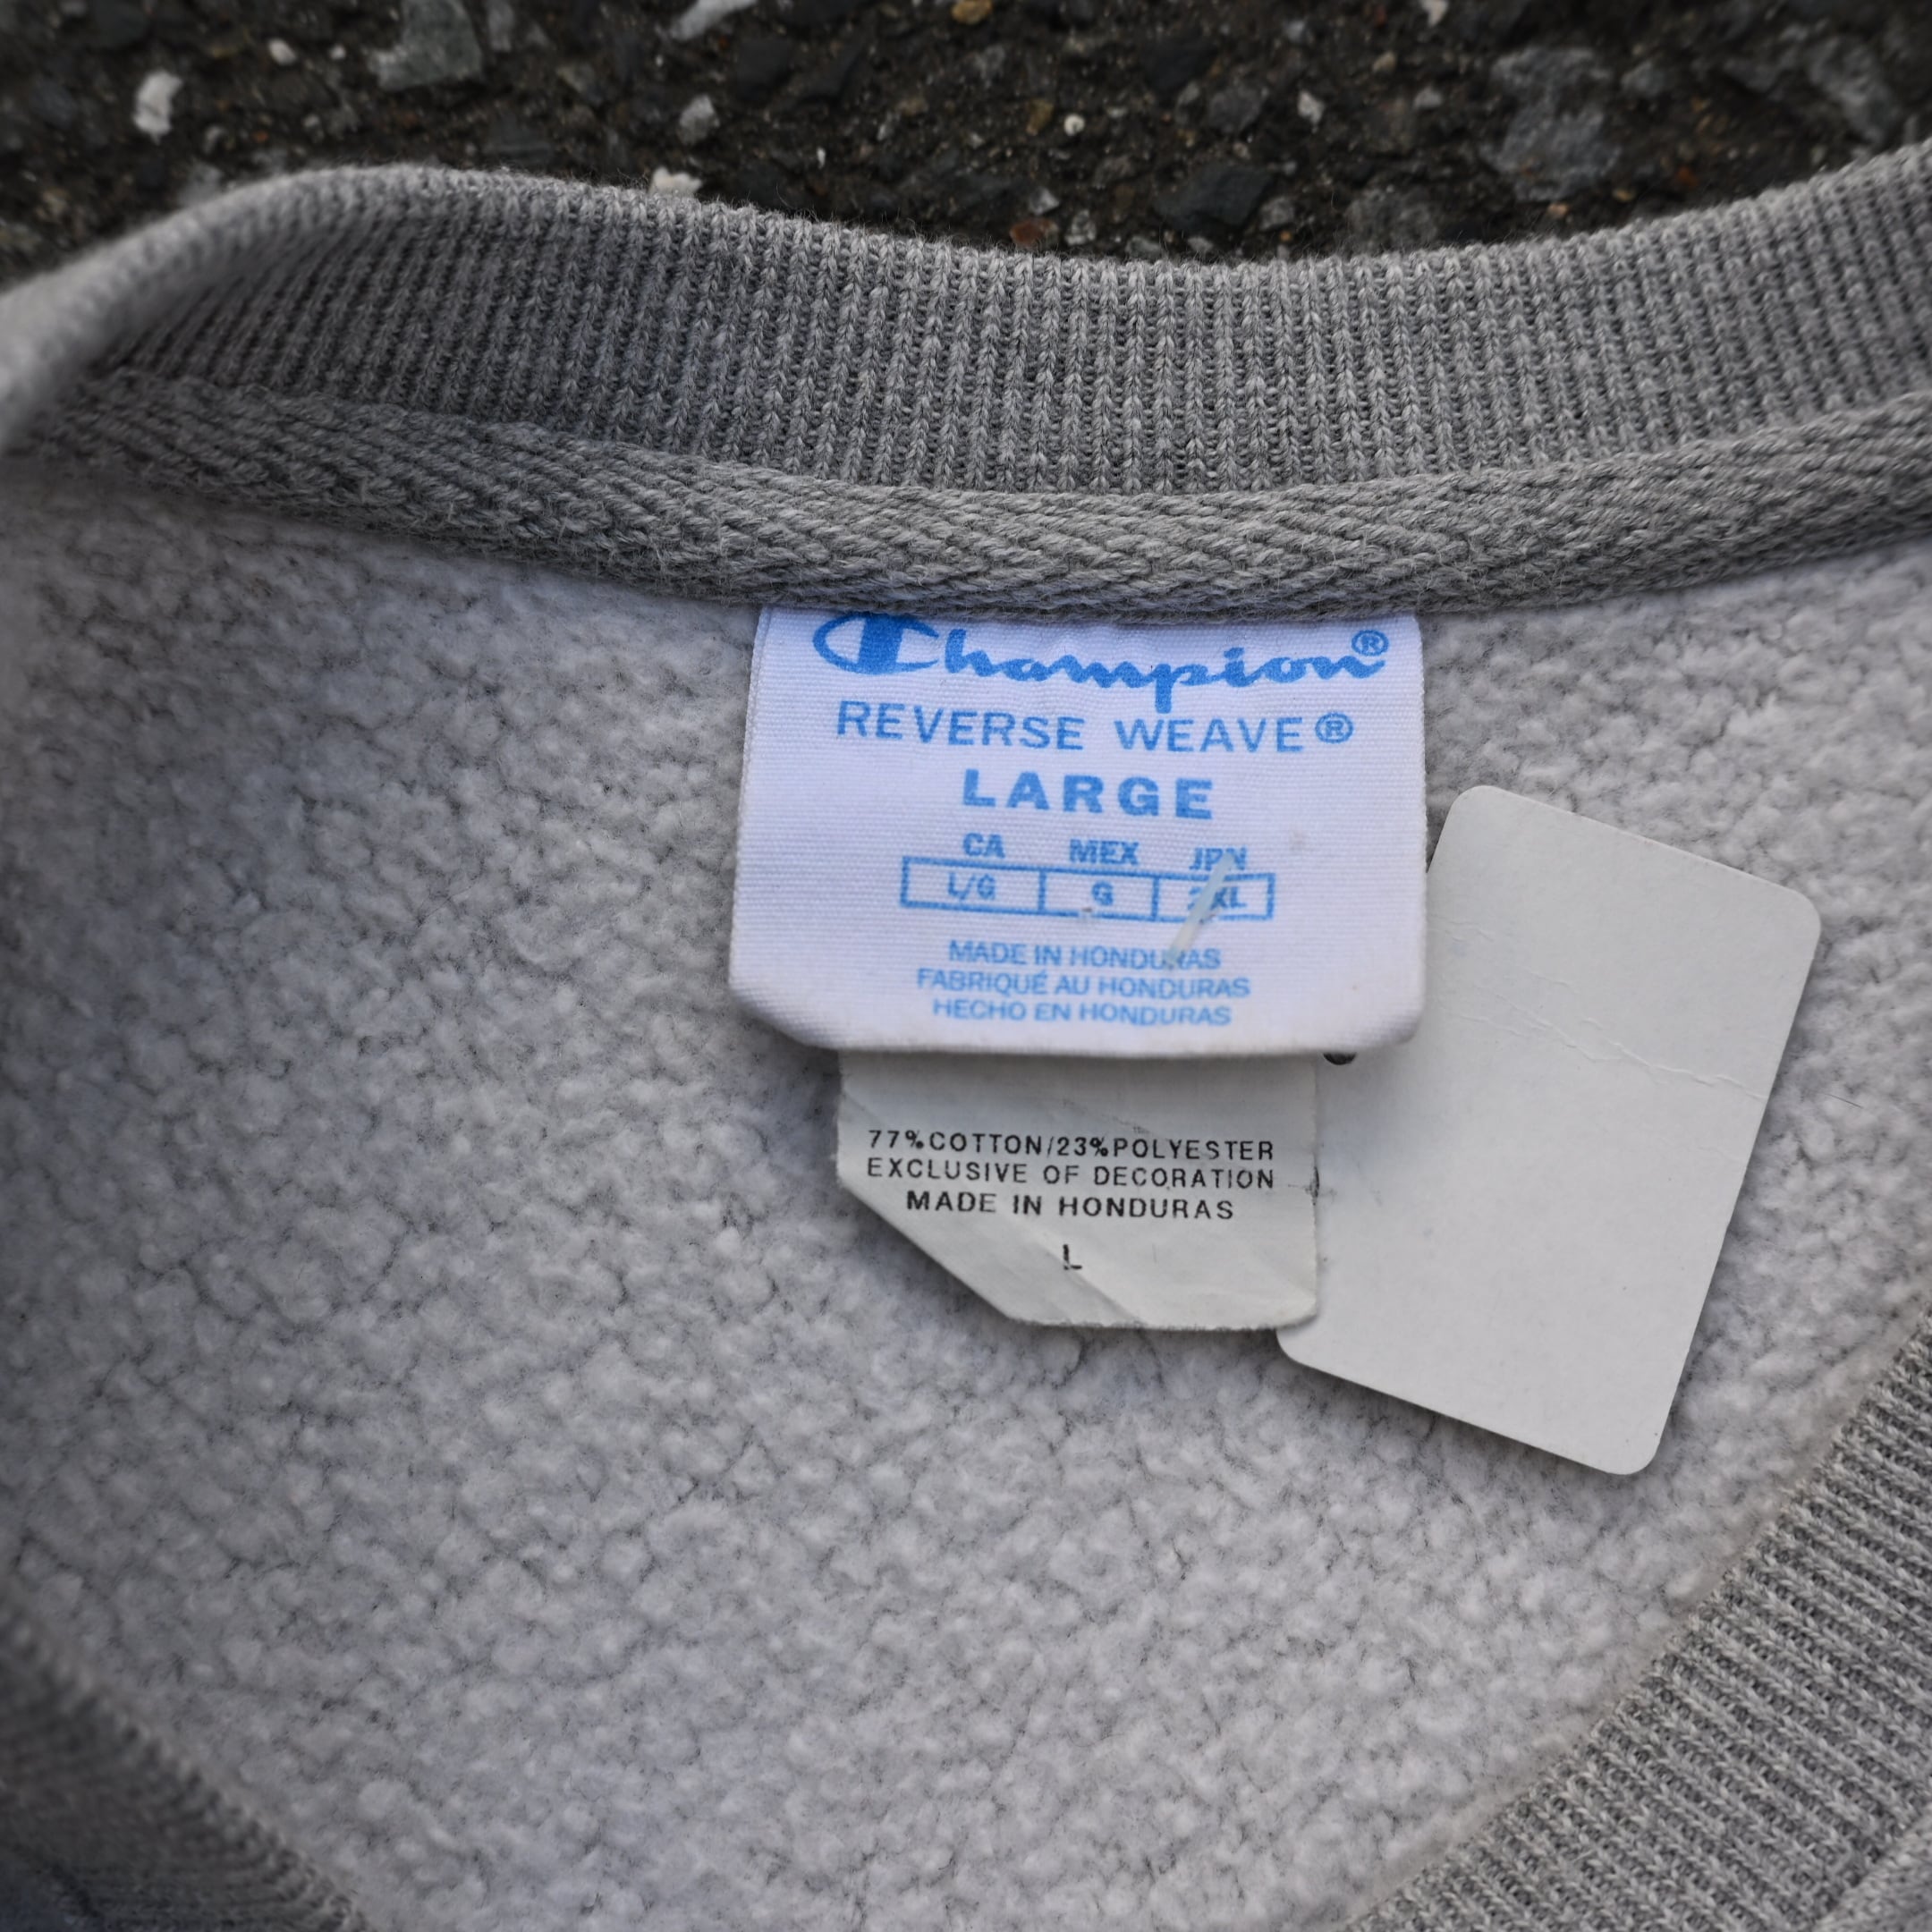 Champion®
REVERSE WEAVE®
LARGE
CA MEX JPN
L/G G
MADE IN HONDURAS
FABRIQUÉ AU HONDURAS
HECHO EN HONDURAS
77%COTTON/23%POLYESTER
EXCLUSIVE OF DECORATION
MADE IN HONDURAS
L